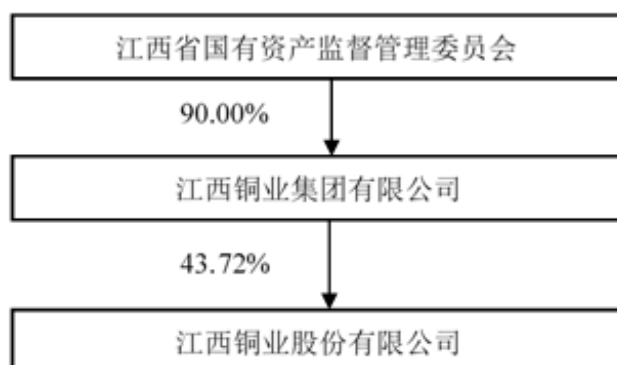 江西省国有资产监督管理委员会
90.00%
江西铜业集团有限公司
43.72%
江西铜业股份有限公司